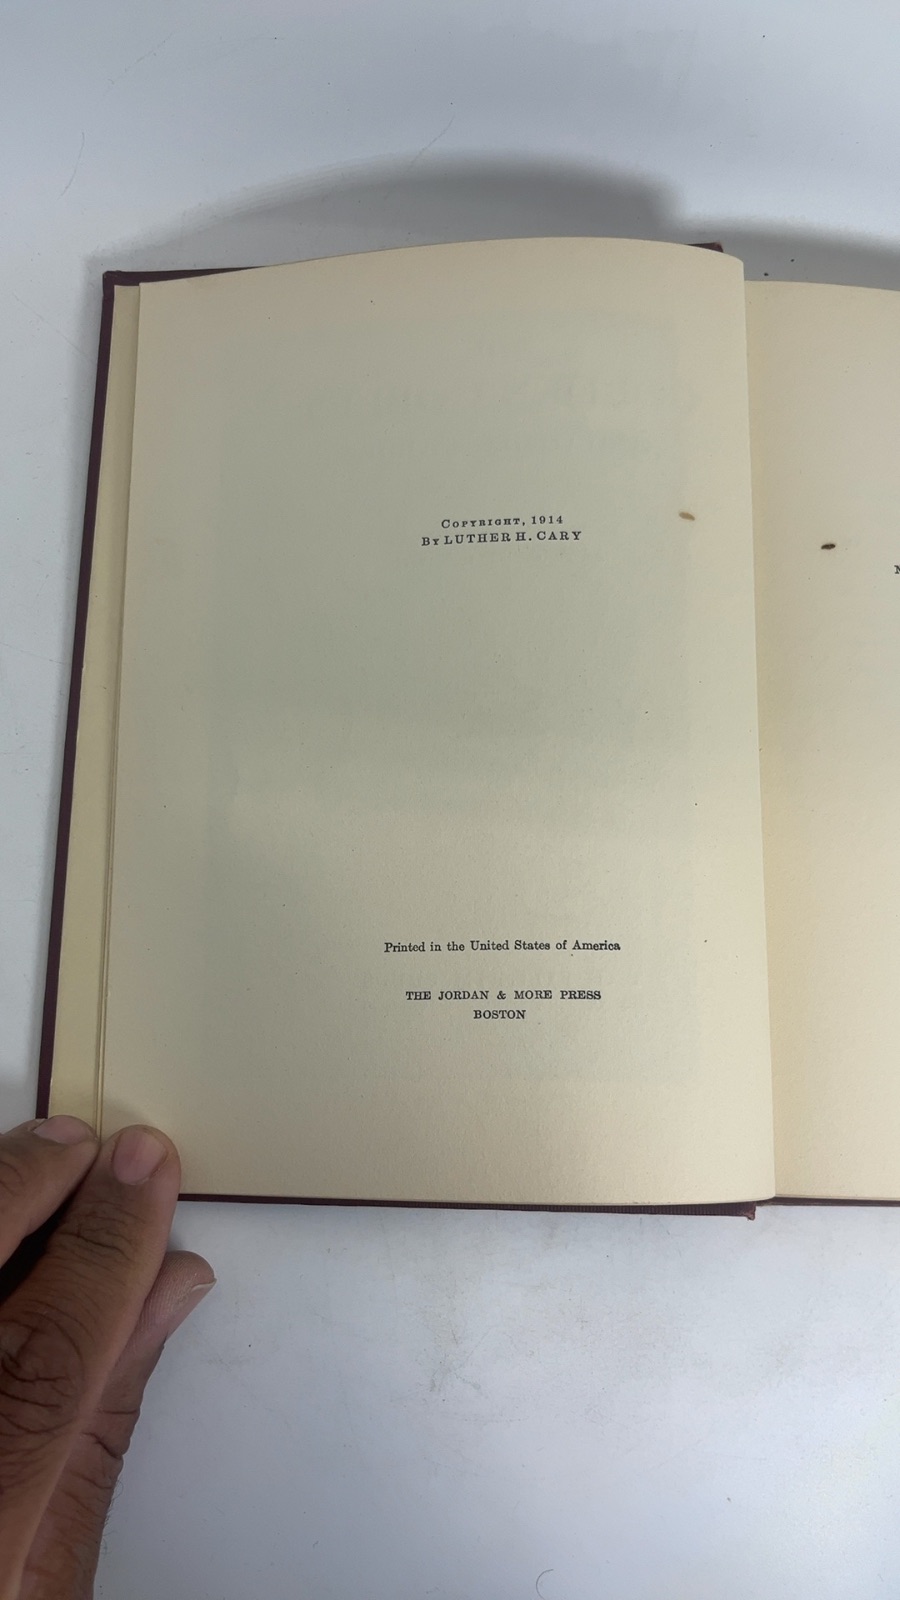 COPYRIGHT, 1914
BY LUTHER H. CARY
Printed in the United States of America
THE JORDAN & MORE PRESS
BOSTON